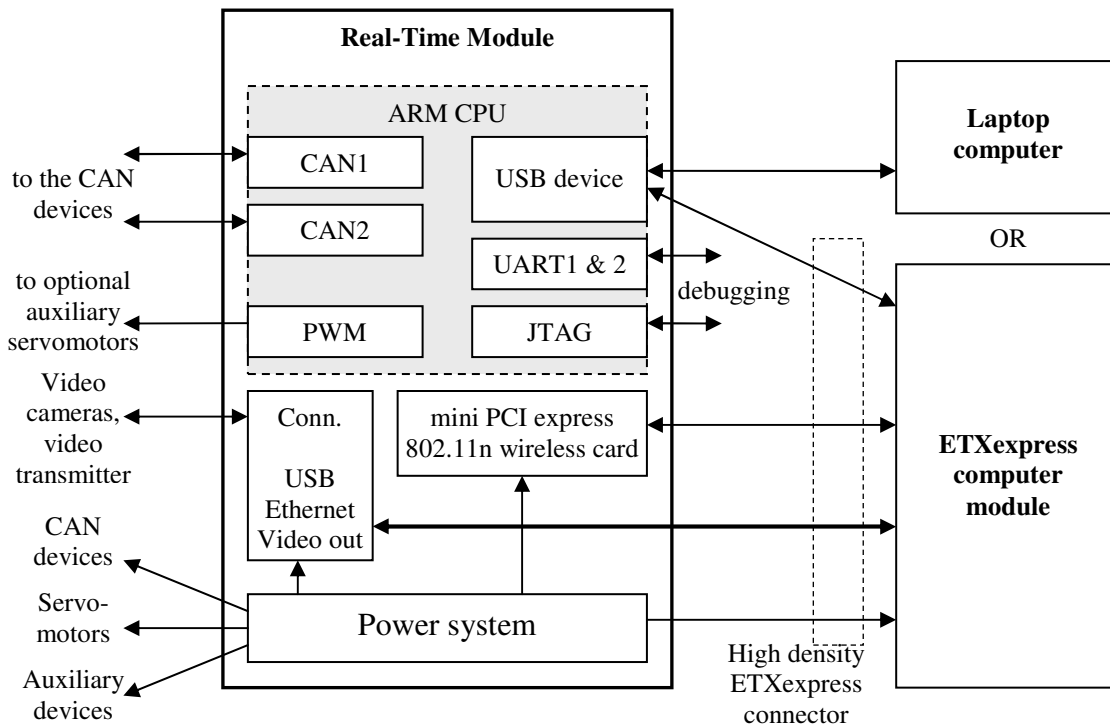 Real-Time Module
ARM CPU
CAN1
CAN2
PWM
USB device
UART1 & 2
JTAG
to the CAN
devices
to optional
auxiliary
servomotors
Video
cameras,
video
transmitter
CAN
devices
Servo-
motors
Auxiliary
devices
Conn.
USB
Ethernet
Video out
mini PCI express
802.11n wireless card
Power system
debugging
Laptop
computer
OR
ETXexpress
computer
module
High density
ETXexpress
connector